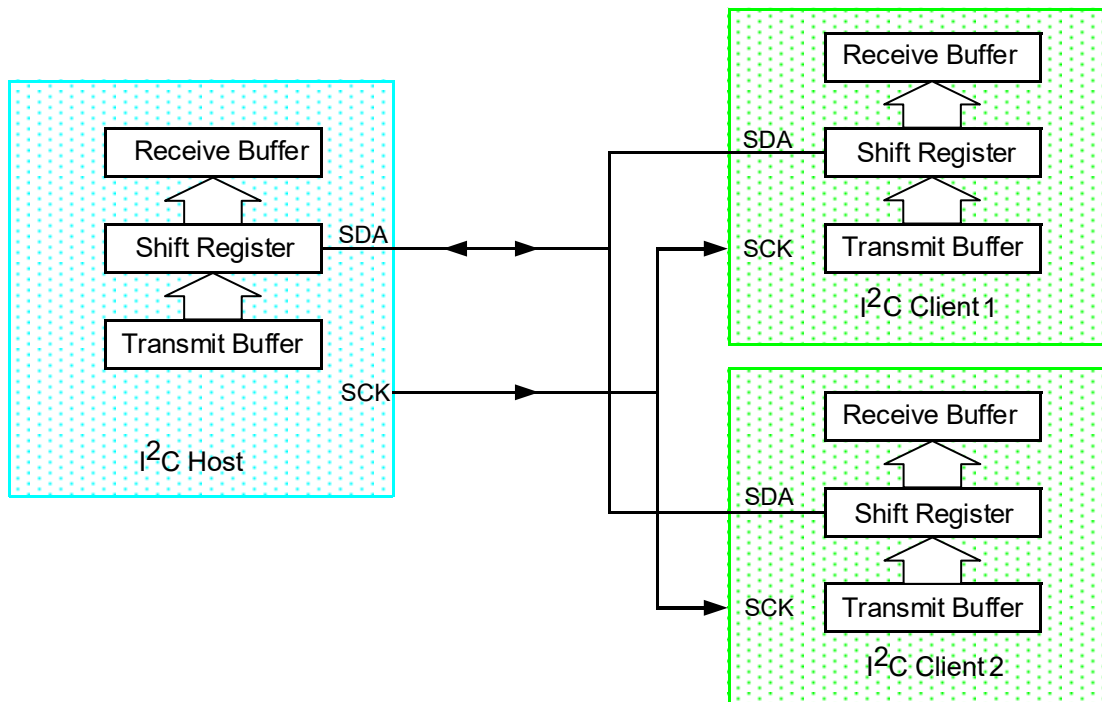 Receive Buffer
Shift Register
SDA
Transmit Buffer
SCK
I²C Host
Receive Buffer
SDA
Shift Register
SCK
Transmit Buffer
I²C Client 1
Receive Buffer
SDA
Shift Register
SCK
Transmit Buffer
I²C Client 2